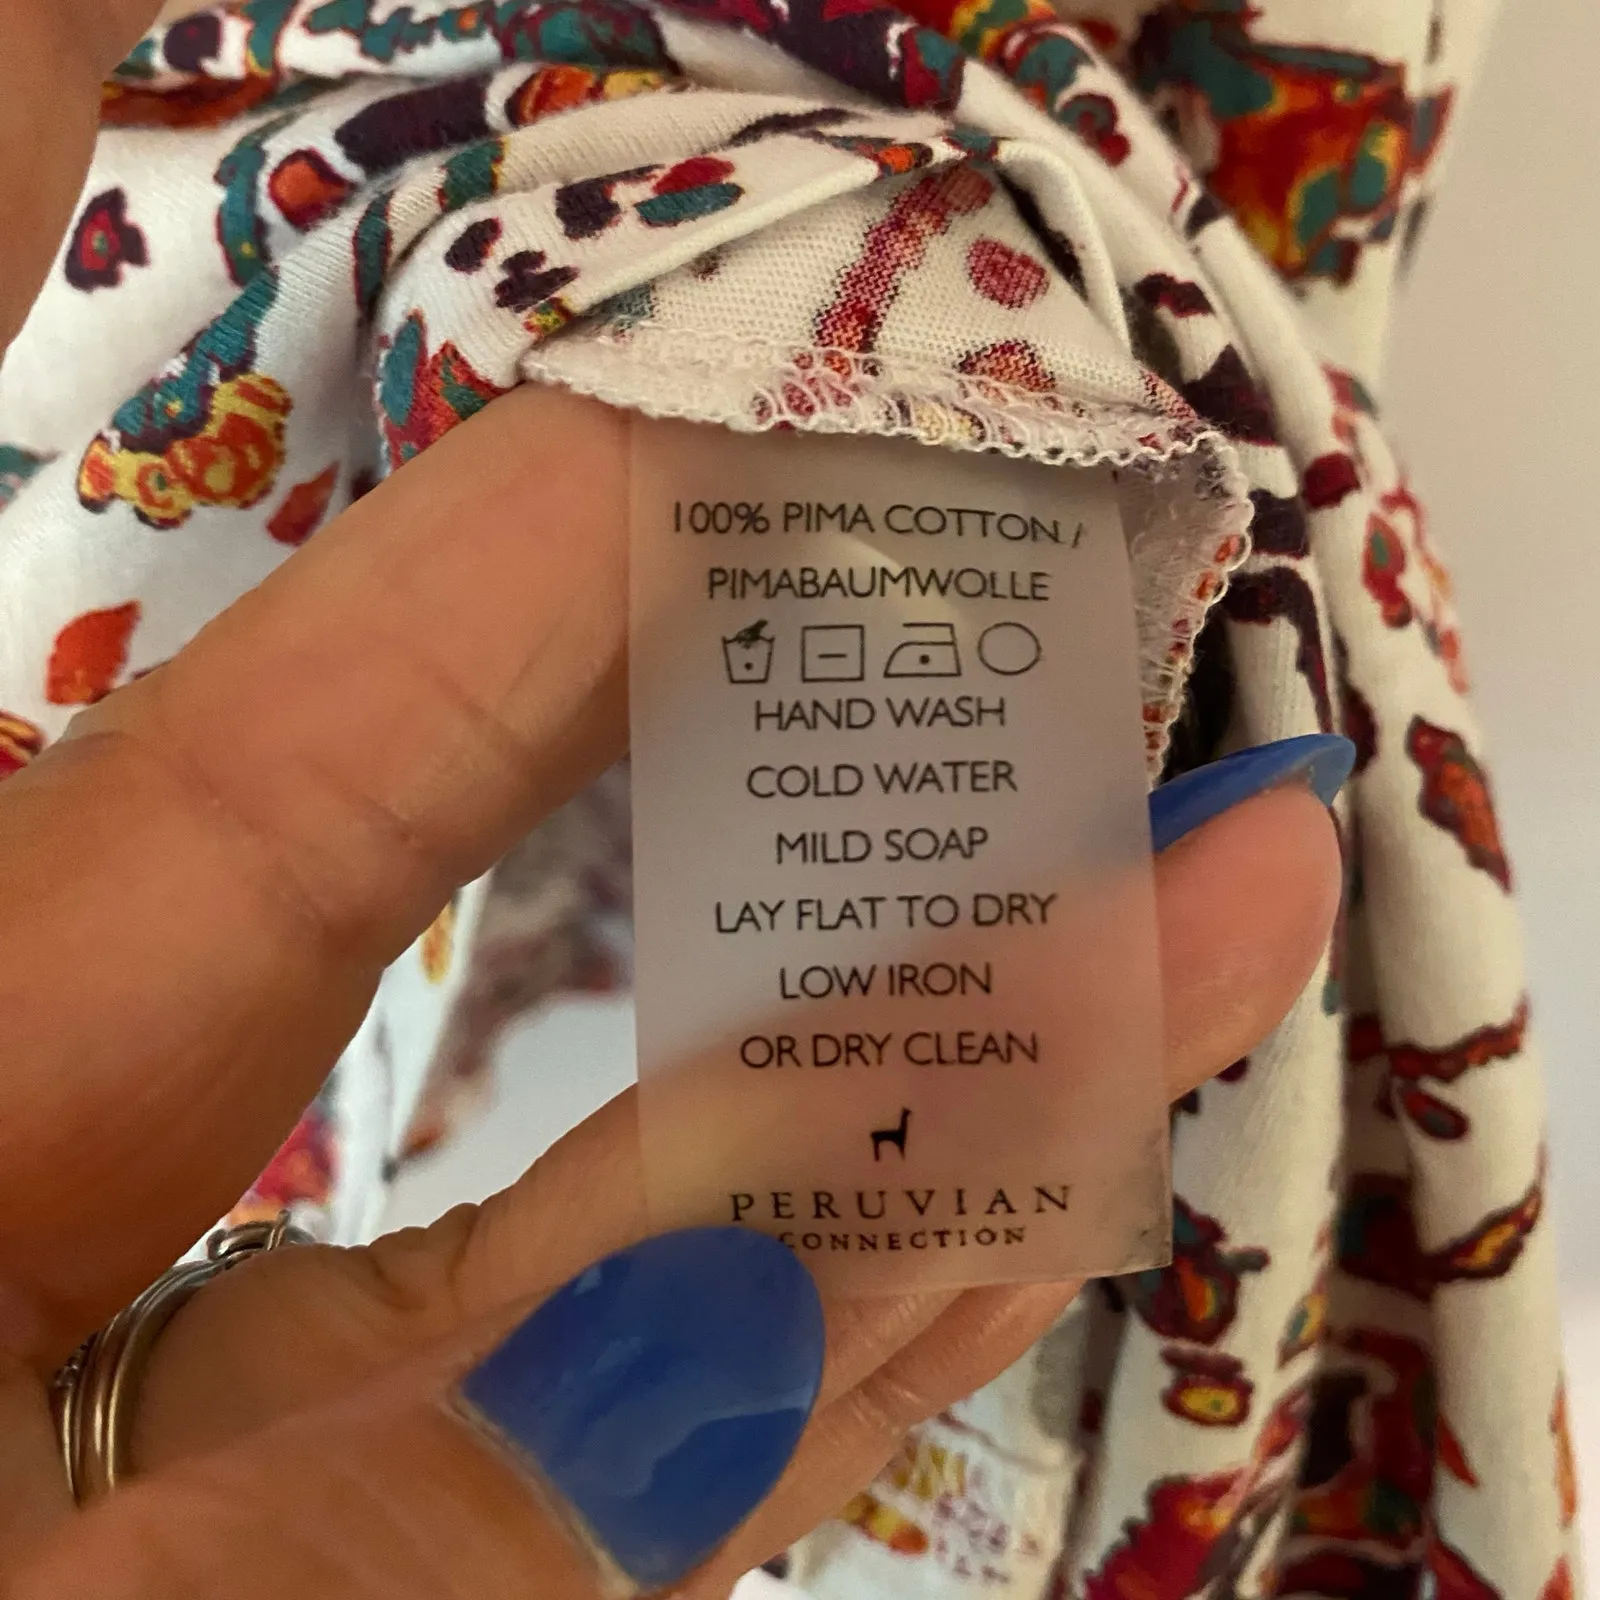 100% PIMA COTTON /
PIMABAUMWOLLE
HAND WASH
COLD WATER
MILD SOAP
LAY FLAT TO DRY
LOW IRON
OR DRY CLEAN
PERUVIAN
CONNECTION